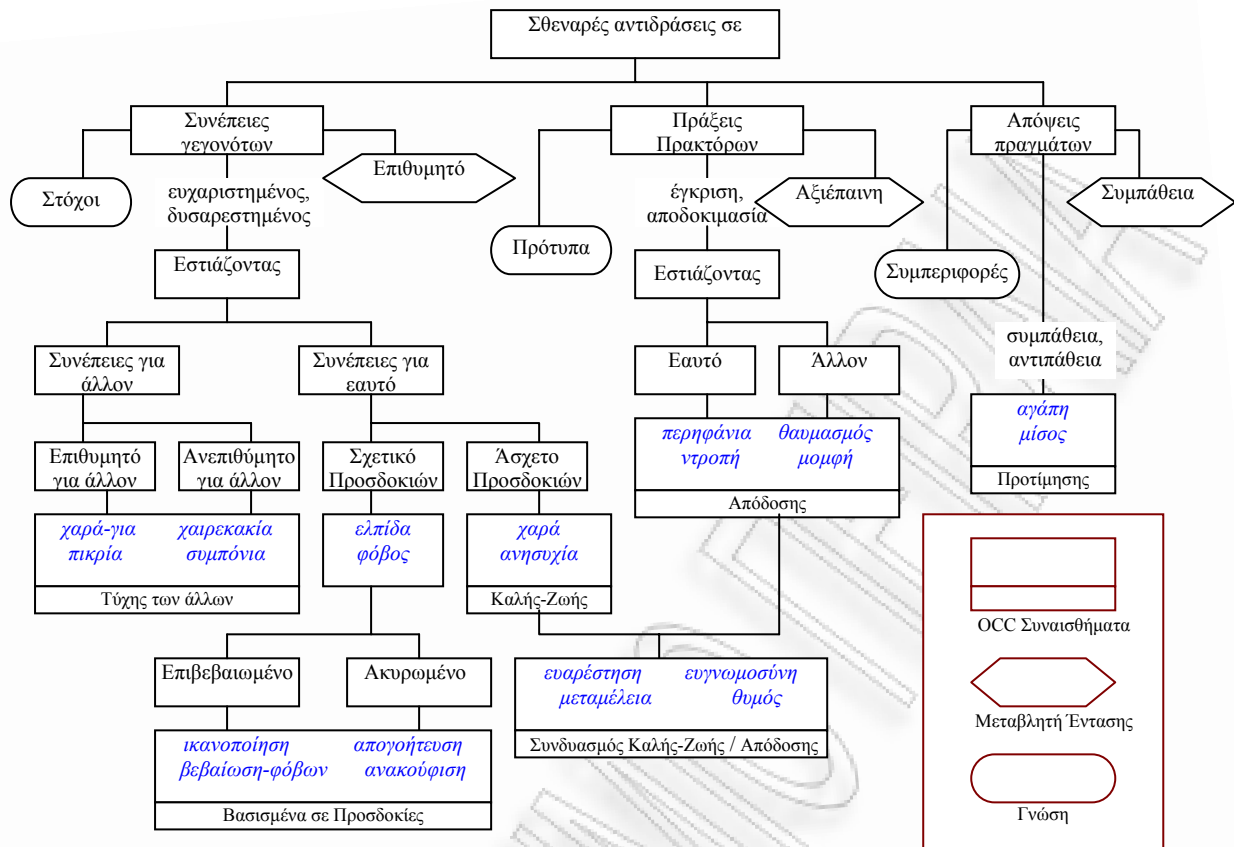 Σθεναρές αντιδράσεις σε
Συνέπειες
γεγονότων
Πράξεις
Πρακτόρων
Απόψεις
πραγμάτων
Στόχοι
ευχαριστημένος,
δυσαρεστημένος
Επιθυμητό
Πρότυπα
έγκριση,
αποδοκιμασία
Αξιέπαινη
Συμπεριφορές
Συμπάθεια
Εστιάζοντας
Εστιάζοντας
Συνέπειες για
άλλον
Συνέπειες για
εαυτό
Εαυτό
Άλλον
συμπάθεια,
αντιπάθεια
Επιθυμητό
για άλλον
Ανεπιθύμητο
για άλλον
Σχετικό
Προσδοκιών
Άσχετο
Προσδοκιών
περηφάνια
ντροπή
θαυμασμός
μομφή
Απόδοσης
αγάπη
μίσος
Προτίμησης
χαρά-για
πικρία
χαιρεκακία
συμπόνια
Τύχης των άλλων
ελπίδα
φόβος
χαρά
ανησυχία
Καλής-Ζωής
Επιβεβαιωμένο
Ακυρωμένο
ευαρέστηση
μεταμέλεια
ευγνωμοσύνη
θυμός
Συνδυασμός Καλής-Ζωής / Απόδοσης
ικανοποίηση
βεβαίωση-φόβων
απογοήτευση
ανακούφιση
Βασισμένα σε Προσδοκίες
OCC Συναισθήματα
Μεταβλητή Έντασης
Γνώση